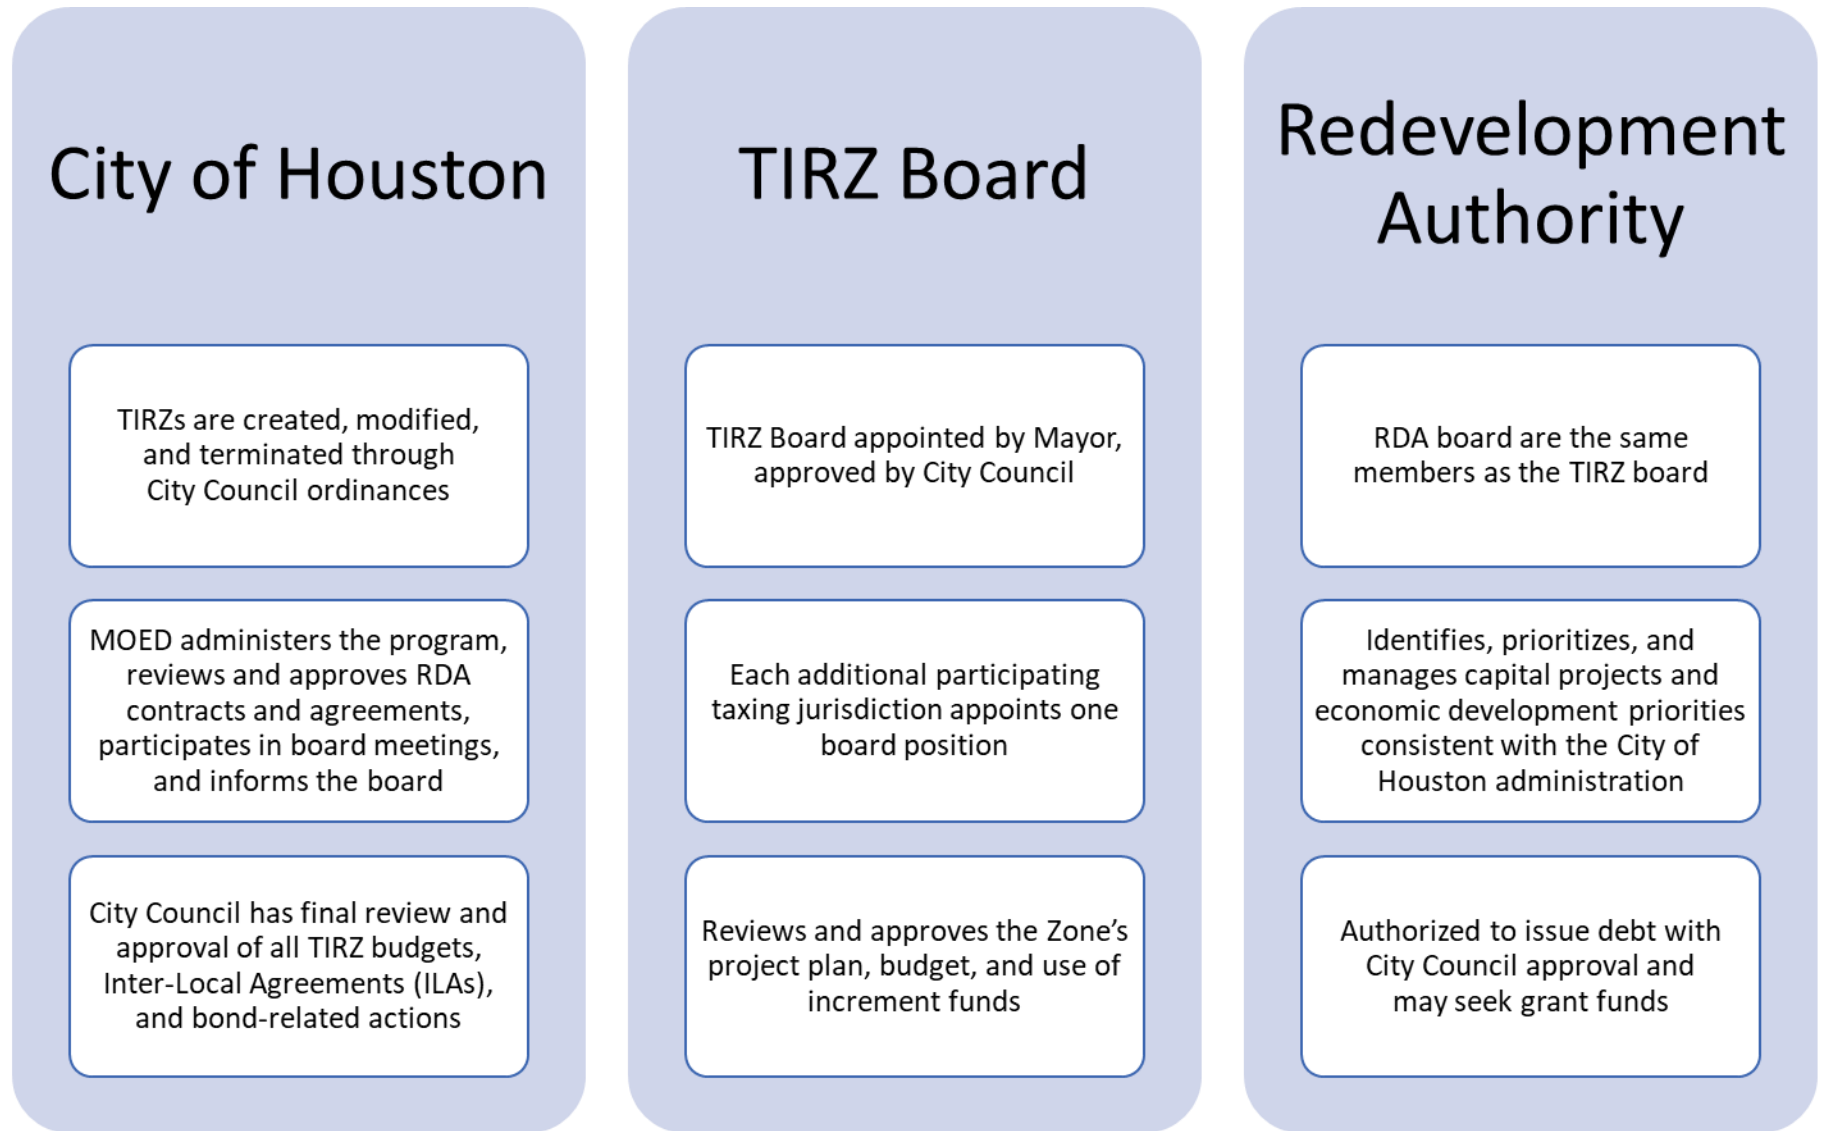 City of Houston
TIRZs are created, modified,
and terminated through
City Council ordinances
MOED administers the program,
reviews and approves RDA
contracts and agreements,
participates in board meetings,
and informs the board
City Council has final review and
approval of all TIRZ budgets,
Inter-Local Agreements (ILAs),
and bond-related actions
TIRZ Board
TIRZ Board appointed by Mayor,
approved by City Council
Each additional participating
taxing jurisdiction appoints one
board position
Reviews and approves the Zone’s
project plan, budget, and use of
increment funds
Redevelopment
Authority
RDA board are the same
members as the TIRZ board
Identifies, prioritizes, and
manages capital projects and
economic development priorities
consistent with the City of
Houston administration
Authorized to issue debt with
City Council approval and
may seek grant funds